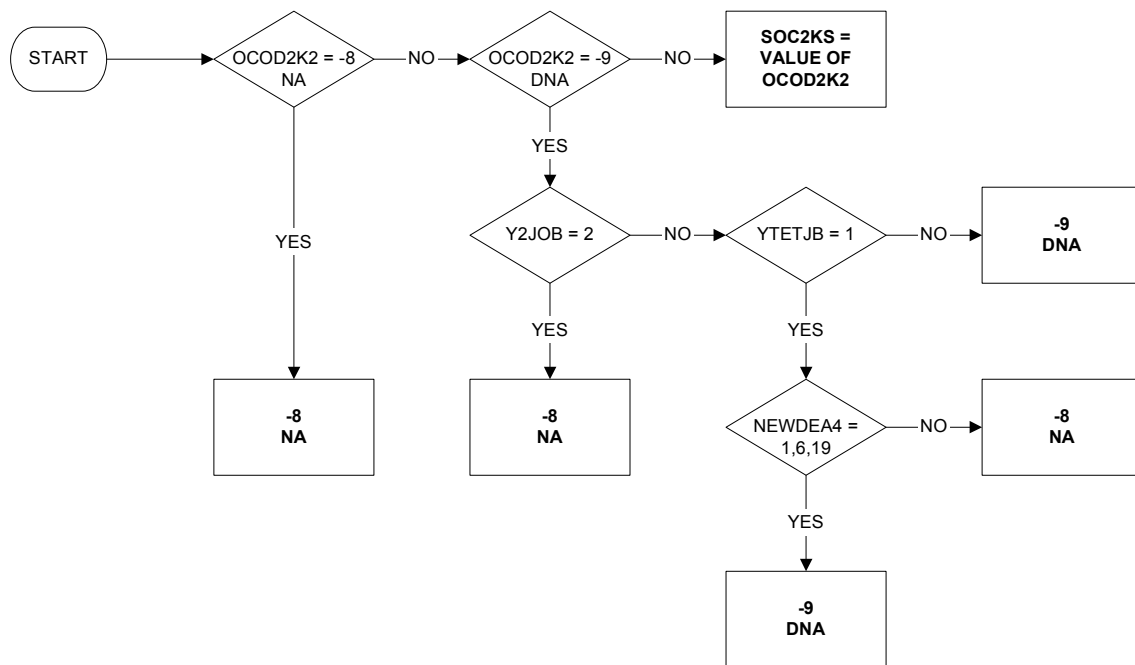 START
OCOD2K2 = -8
NA
NO
OCOD2K2 = -9
DNA
NO
SOC2KS =
VALUE OF
OCOD2K2
YES
YES
Y2JOB = 2
NO
YTETJB = 1
NO
-9
DNA
YES
YES
-8
NA
-8
NA
NEWDEA4 =
1,6,19
NO
-8
NA
YES
-9
DNA